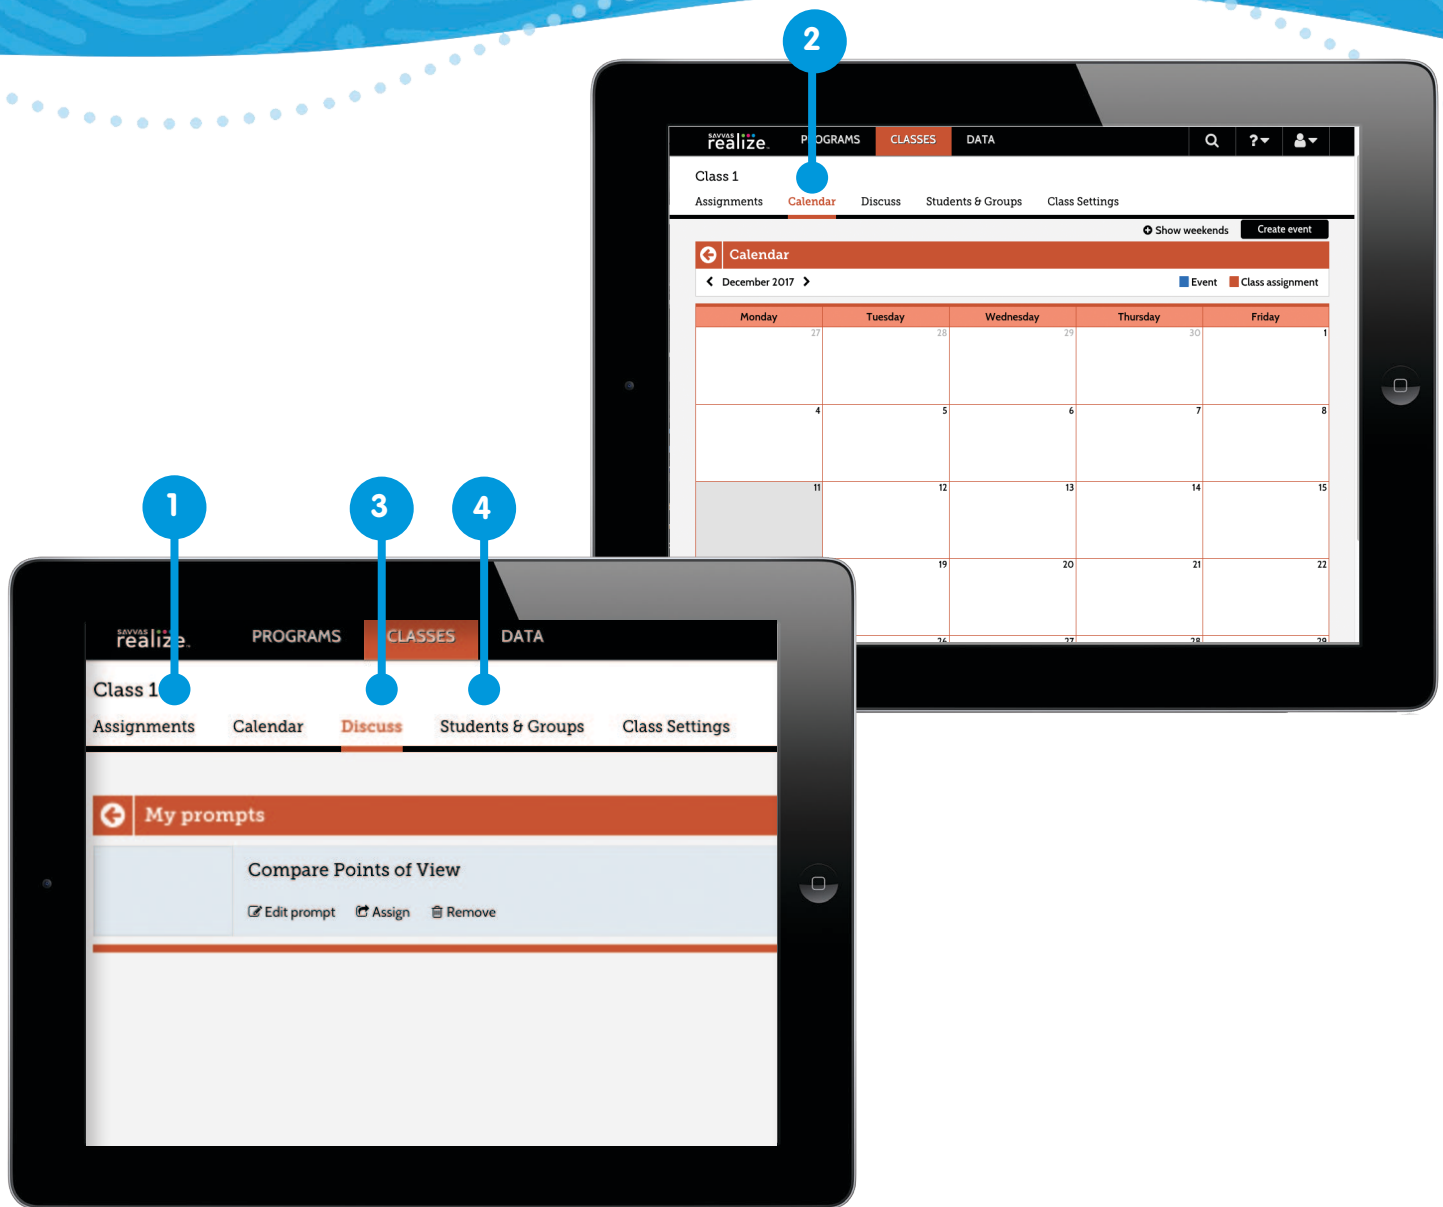 2
SAVVAS
realize. PROGRAMS CLASSES DATA ?
Class 1
Assignments Calendar Discuss Students & Groups Class Settings
Show weekends Create event
Calendar
December 2017 Event Class assignment
Monday Tuesday Wednesday Thursday Friday
27 28 29 30 1
4 5 6 7 8
11 12 13 14 15
19 20 21 22
26 27 28 29
1 3 4
SAVVAS
realize. PROGRAMS CLASSES DATA
Class 1
Assignments Calendar Discuss Students & Groups Class Settings
My prompts
Compare Points of View
Edit prompt Assign Remove